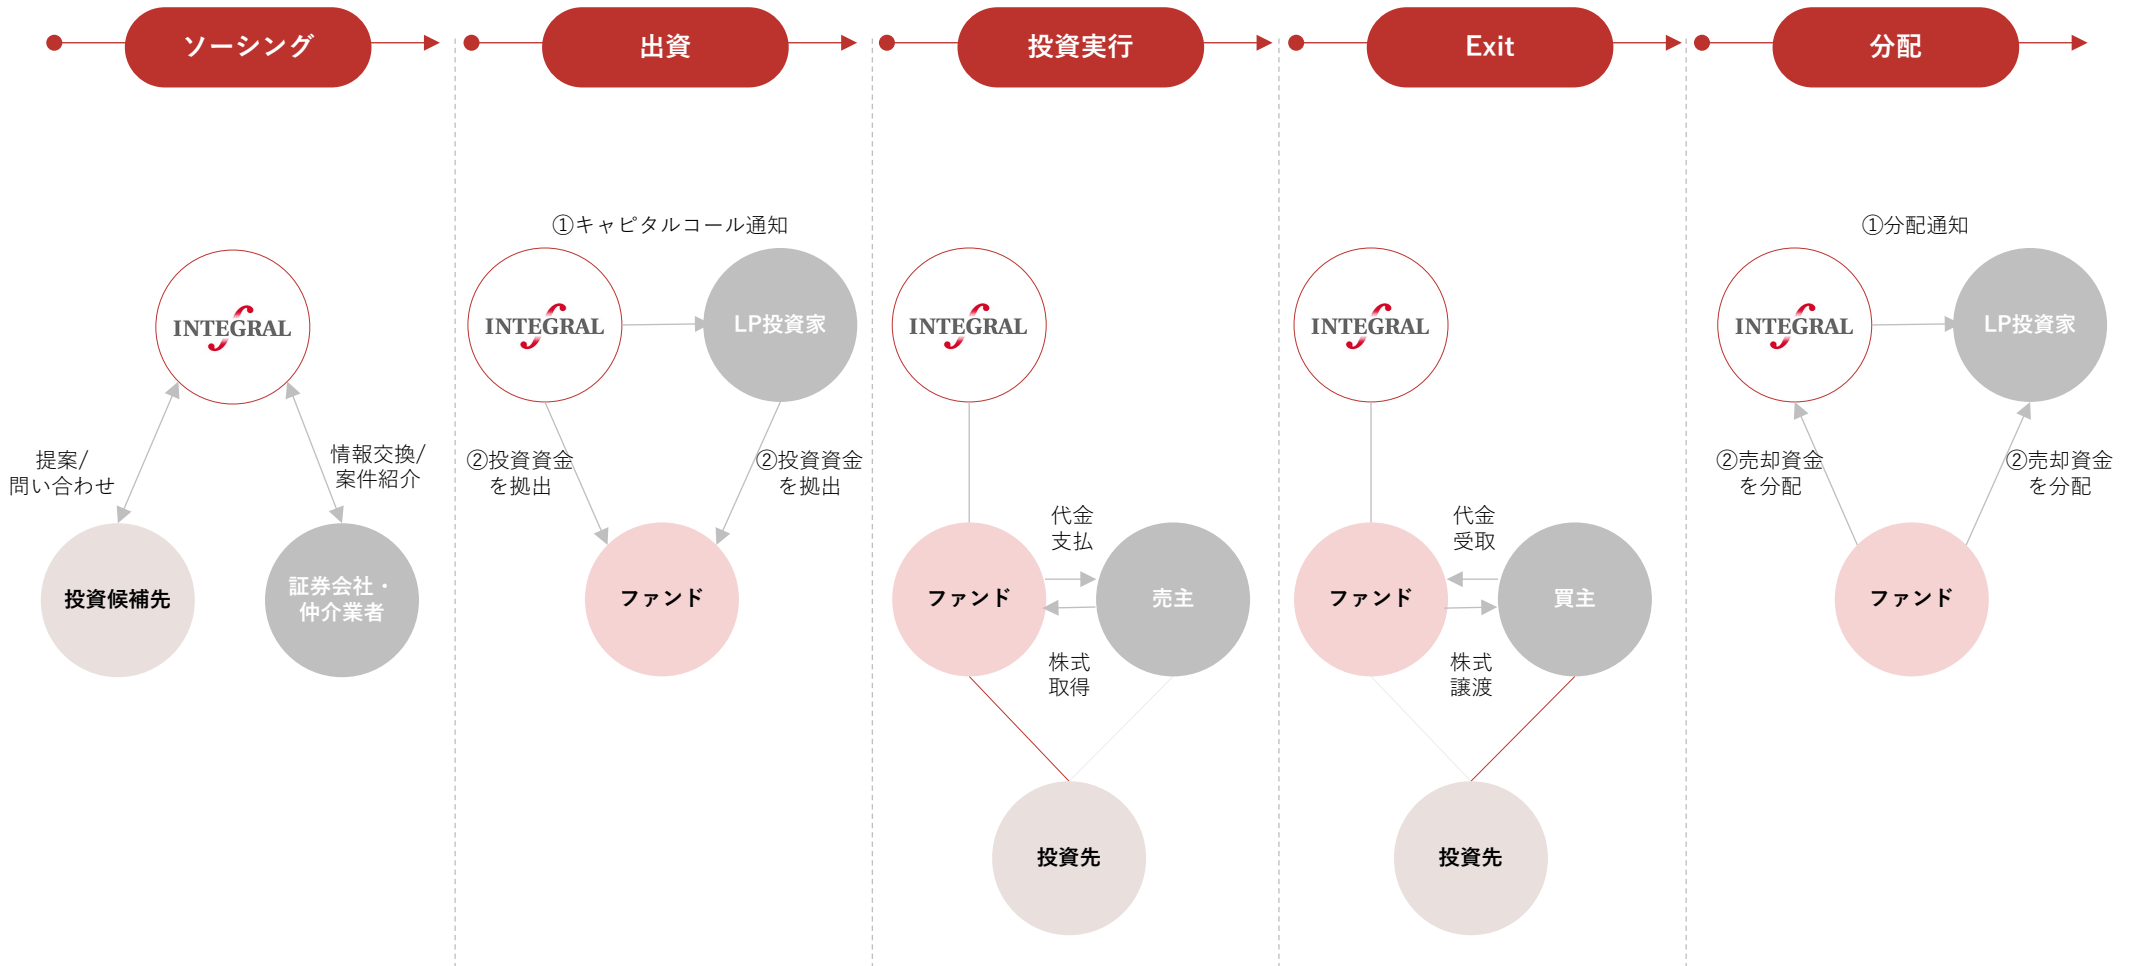 ソーシング
出資
投資実行
Exit
分配
INTEGRAL
提案/
問い合わせ
情報交換/
案件紹介
投資候補先
証券会社・
仲介業者
①キャピタルコール通知
INTEGRAL
LP投資家
②投資資金
を拠出
②投資資金
を拠出
ファンド
INTEGRAL
代金
支払
ファンド
売主
株式
取得
投資先
INTEGRAL
代金
受取
ファンド
買主
株式
譲渡
投資先
①分配通知
INTEGRAL
LP投資家
②売却資金
を分配
②売却資金
を分配
ファンド